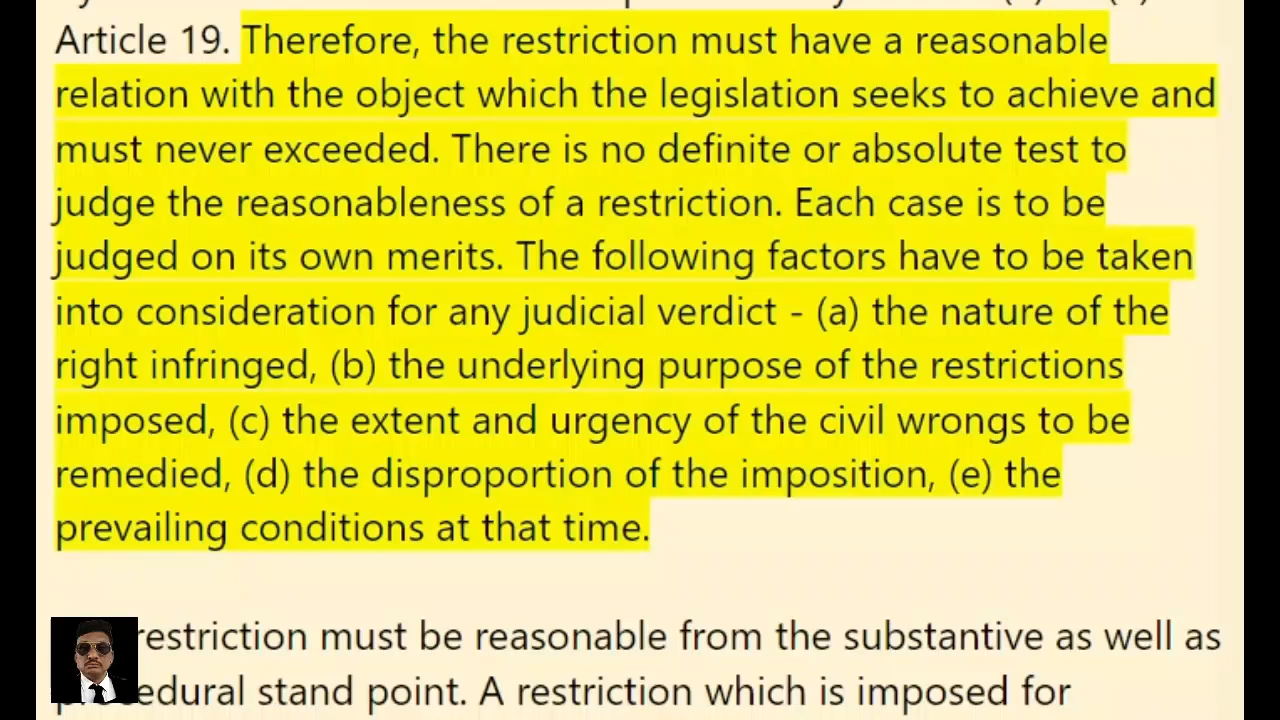 Article 19. Therefore, the restriction must have a reasonable
relation with the object which the legislation seeks to achieve and
must never exceeded. There is no definite or absolute test to
judge the reasonableness of a restriction. Each case is to be
judged on its own merits. The following factors have to be taken
into consideration for any judicial verdict - (a) the nature of the
right infringed, (b) the underlying purpose of the restrictions
imposed, (c) the extent and urgency of the civil wrongs to be
remedied, (d) the disproportion of the imposition, (e) the
prevailing conditions at that time.
restriction must be reasonable from the substantive as well as
stand point. A restriction which is imposed for